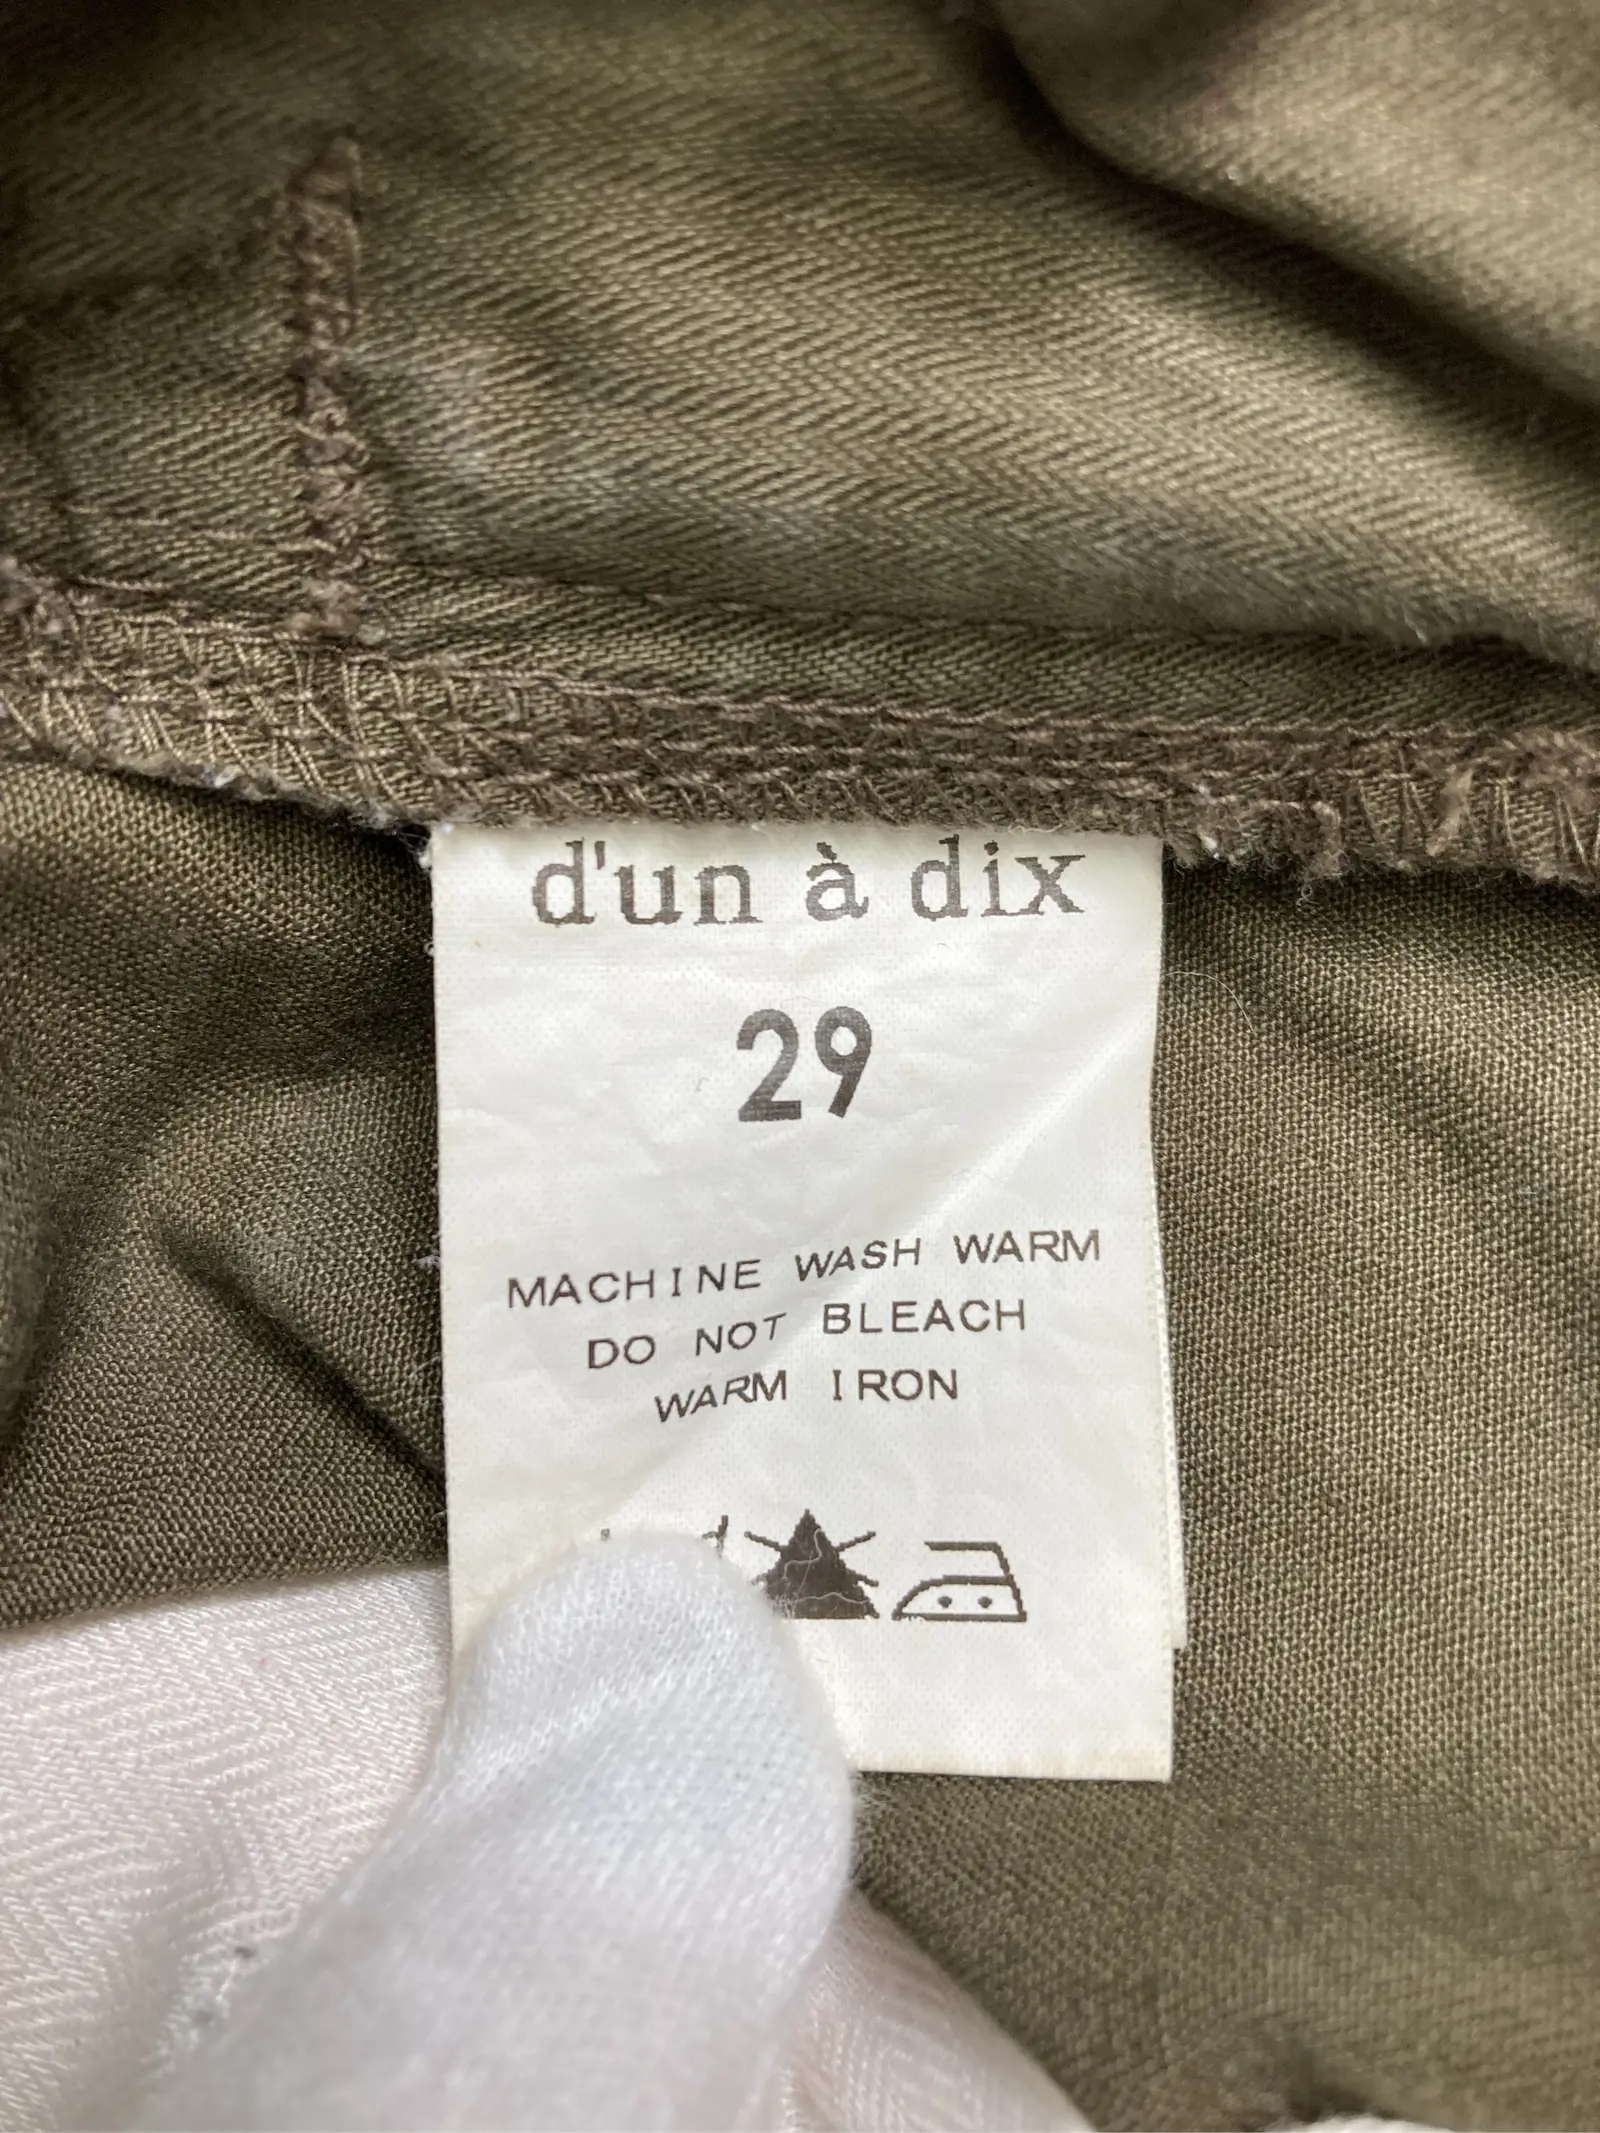 d'un à dix
29
MACHINE WASH WARM
DO NOT BLEACH
WARM IRON